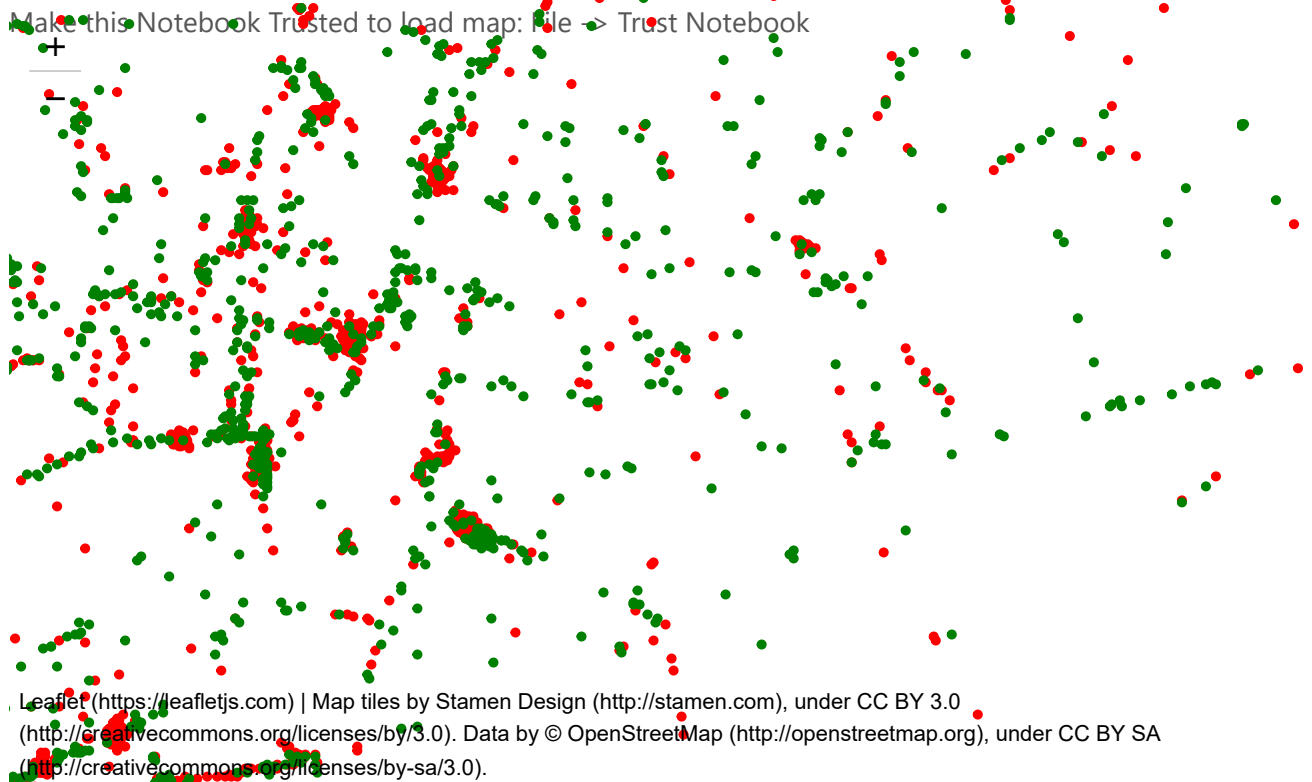 Make this Notebook Trusted to load map: File -> Trust Notebook
+
−
Leaflet (https://leafletjs.com) | Map tiles by Stamen Design (http://stamen.com), under CC BY 3.0
(http://creativecommons.org/licenses/by/3.0). Data by © OpenStreetMap (http://openstreetmap.org), under CC BY SA
(http://creativecommons.org/licenses/by-sa/3.0).